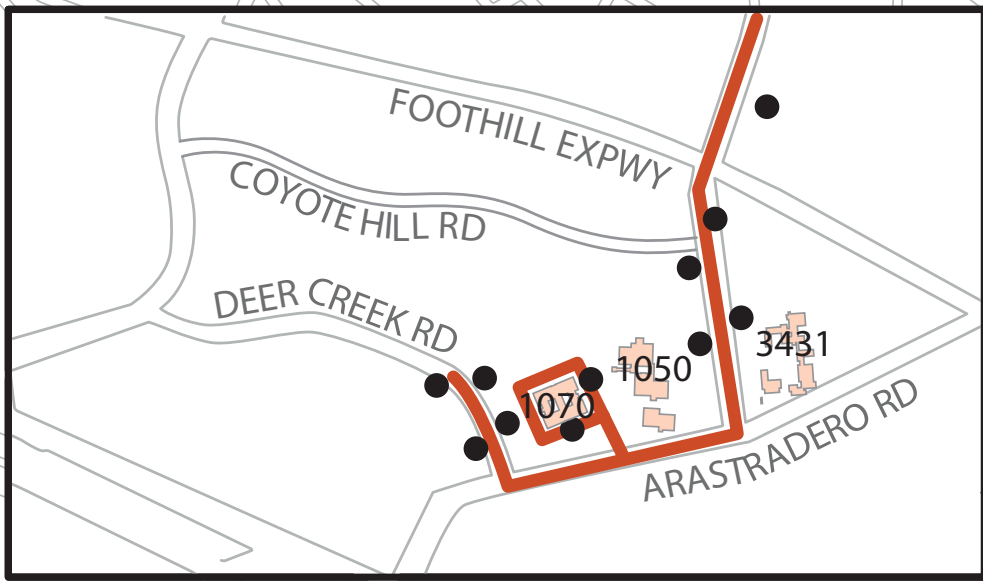 FOOTHILL EXPWY
COYOTE HILL RD
DEER CREEK RD
3431
1050
1070
ARASTRADERO RD